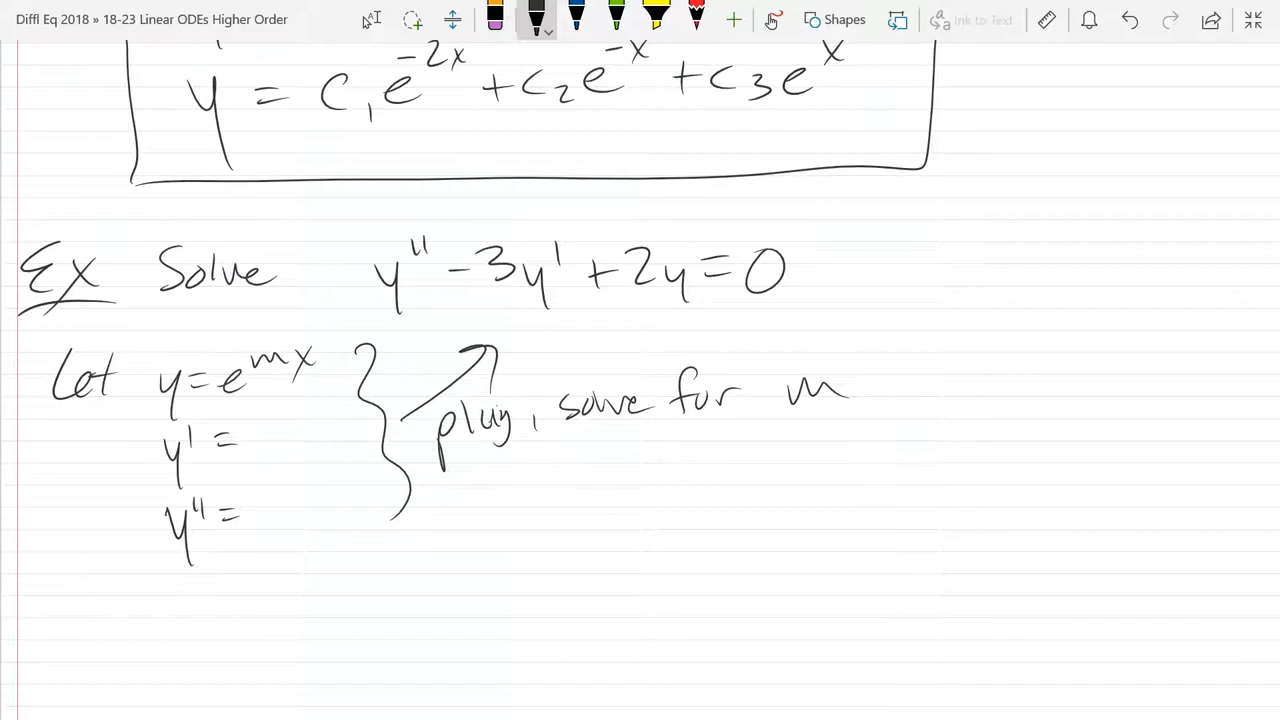 Diffl Eq 2018 » 18-23 Linear ODEs Higher Order
Shapes
Ink to Text
y = c₁e^{-2x} + c₂e^{-x} + c₃e^{x}
Ex Solve y'' - 3y' + 2y = 0
Let y = e^{mx}
plug, solve for m
y' =
y'' =